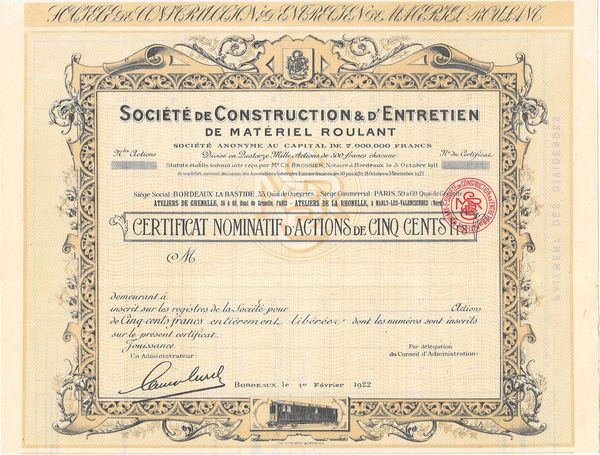 SOCIÉTÉ DE CONSTRUCTION & D'ENTRETIEN DE MATÉRIEL ROULANT
SOCIÉTÉ DE CONSTRUCTION & D'ENTRETIEN
DE MATÉRIEL ROULANT
SOCIÉTÉ ANONYME AU CAPITAL DE 7.000.000 FRANCS
Nbre Actions
Divisé en Quatorze Mille Actions de 500 francs chacune
No du Certificat
Statuts établis suivant acte reçu par Me CH. BROSSIER, Notaire à Bordeaux le 3 Octobre 1911
Siège Social: BORDEAUX-LA BASTIDE, 33, Quai de Queyries - Siège Commercial: PARIS, 59 à 69 Quai de Grenelle
ATELIERS DE GRENELLE, 59 à 69, Quai de Grenelle, PARIS - ATELIERS DE LA RHONELLE, à MARLY-LEZ-VALENCIENNES (Nord)
CERTIFICAT NOMINATIF D'ACTIONS DE CINQ CENTS FRS
M
demeurant à
inscrit sur les registres de la Société pour Actions
de Cinq cents francs entièrement libérées dont les numéros sont inscrits
sur le présent certificat.
Jouissance
Un Administrateur:
Par délégation
du Conseil d'Administration:
BORDEAUX, le 1er Février 1922